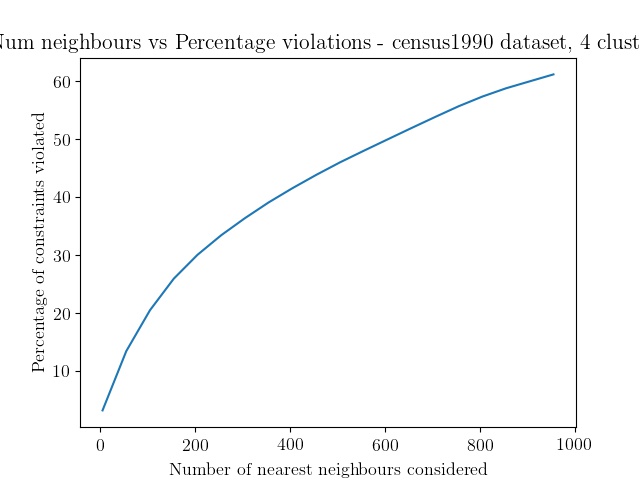 Num neighbours vs Percentage violations - census1990 dataset, 4 clust
60
50
40
30
20
10
Percentage of constraints violated
0 200 400 600 800 1000
Number of nearest neighbours considered